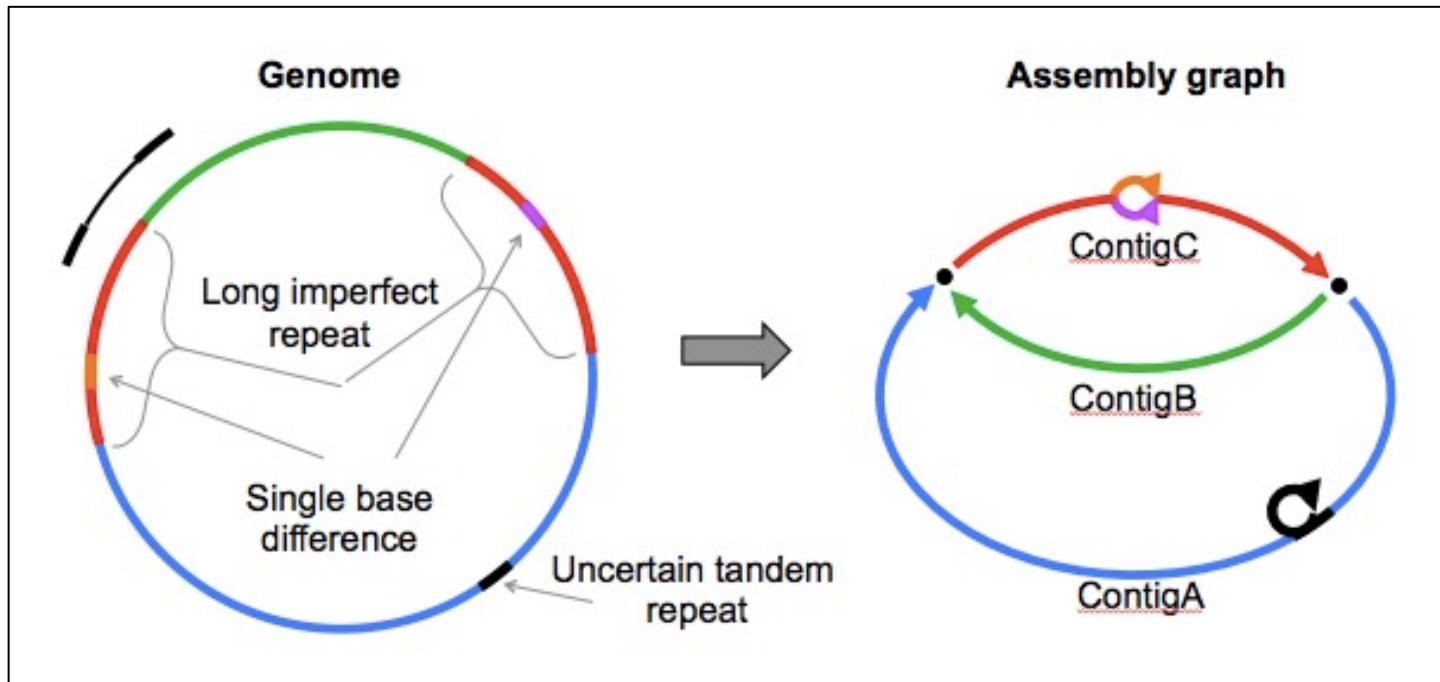 Genome
Assembly graph
Long imperfect
repeat
Single base
difference
Uncertain tandem
repeat
ContigC
ContigB
ContigA